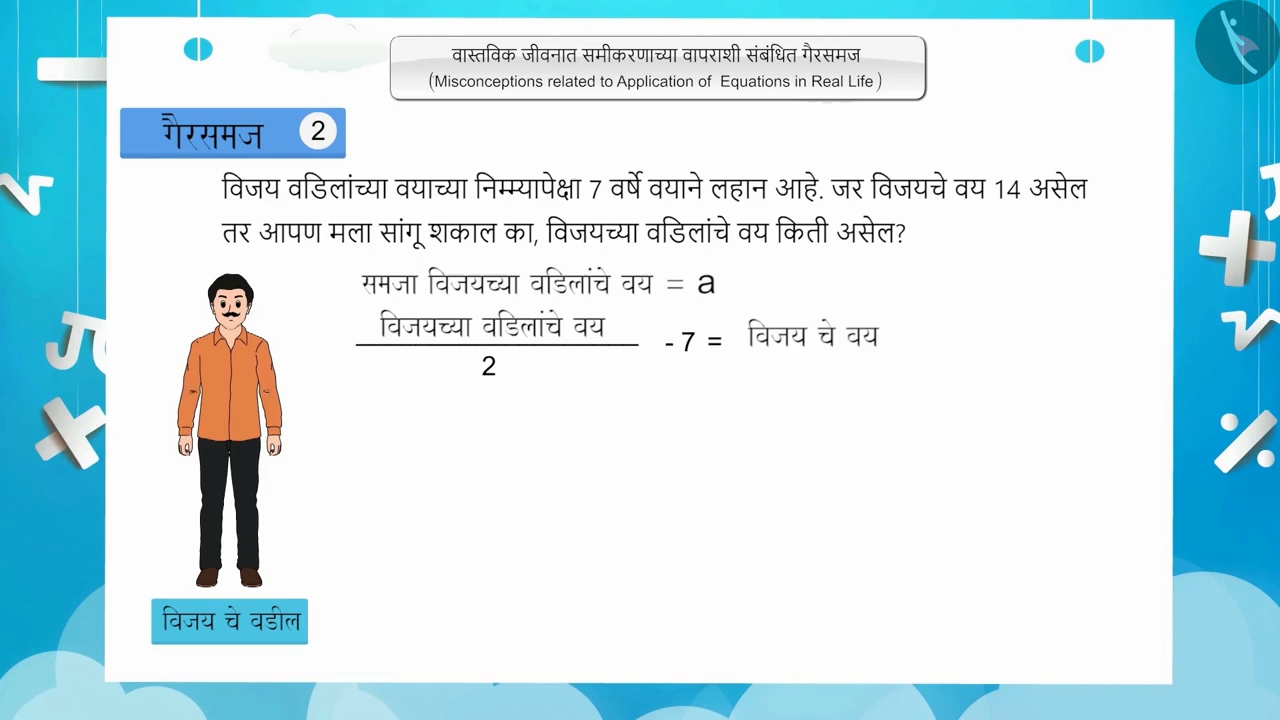 वास्तविक जीवनात समीकरणाच्या वापराशी संबंधित गैरसमज
(Misconceptions related to Application of Equations in Real Life)
गैरसमज 2
विजय वडिलांच्या वयाच्या निम्म्यापेक्षा 7 वर्षे वयाने लहान आहे. जर विजयचे वय 14 असेल
तर आपण मला सांगू शकाल का, विजयच्या वडिलांचे वय किती असेल?
समजा विजयच्या वडिलांचे वय = a
विजयच्या वडिलांचे वय
- 7 = विजय चे वय
2
विजय चे वडील